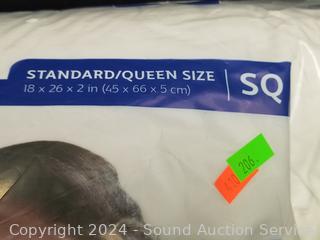 STANDARD/QUEEN SIZE
18 x 26 x 2 in (45 x 66 x 5 cm)
SQ
206.
Copyright 2024 - Sound Auction Service